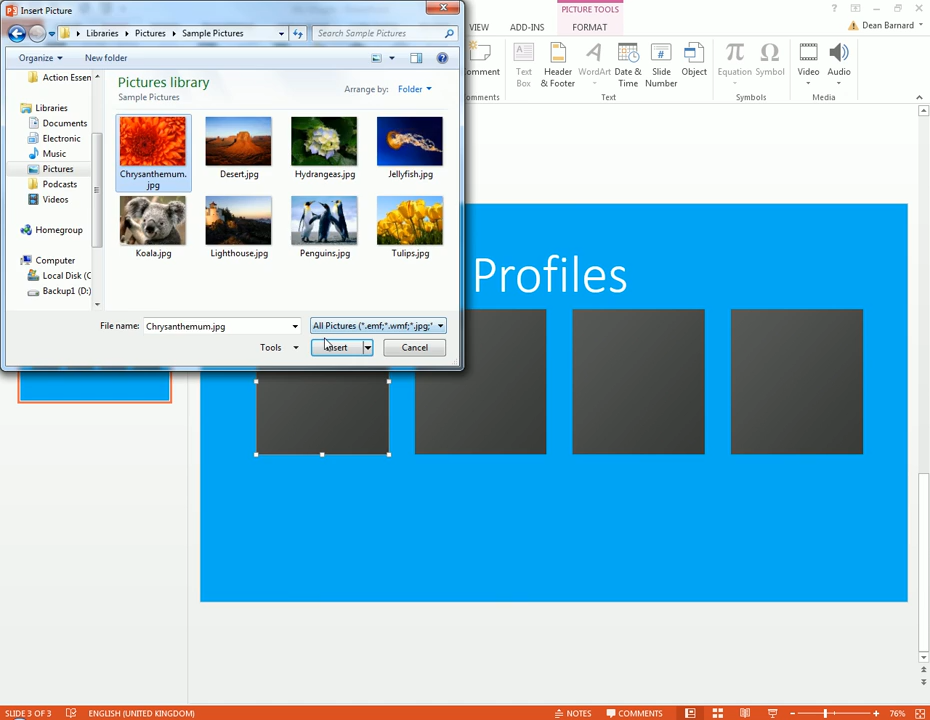 Insert Picture
Libraries
Pictures
Sample Pictures
Search Sample Pictures
Organize
New folder
?
Action Essen
Libraries
Documents
Electronic
Music
Pictures
Podcasts
Videos
Homegroup
Computer
Local Disk (C
Backup1 (D:)
Pictures library
Sample Pictures
Arrange by:
Folder
Chrysanthemum.
jpg
Desert.jpg
Hydrangeas.jpg
Jellyfish.jpg
Koala.jpg
Lighthouse.jpg
Penguins.jpg
Tulips.jpg
File name:
Chrysanthemum.jpg
All Pictures (*.emf;*.wmf;*.jpg;*
Tools
Insert
Cancel
PICTURE TOOLS
VIEW
ADD-INS
FORMAT
?
Dean Barnard
omment
Text
Box
Header
& Footer
WordArt
Date &
Time
Slide
Number
Object
Equation
Symbol
Video
Audio
omments
Text
Symbols
Media
Profiles
SLIDE 3 OF 3
ENGLISH (UNITED KINGDOM)
NOTES
COMMENTS
76%